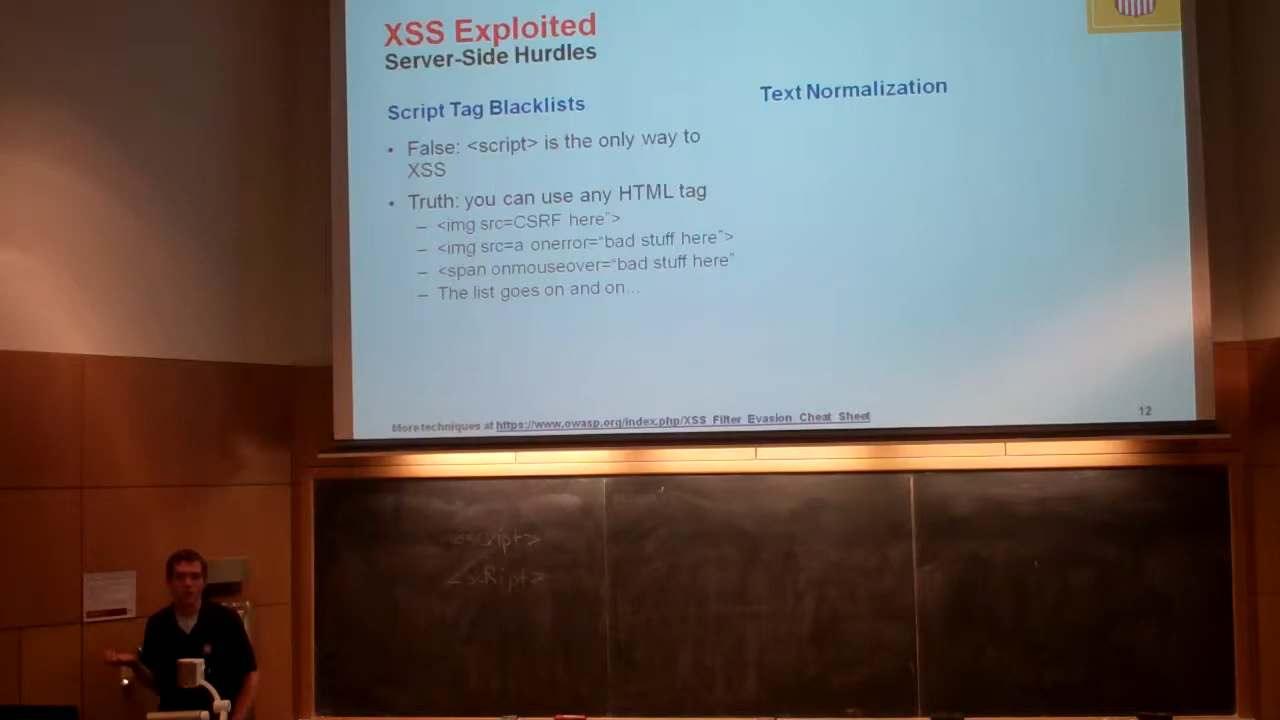 XSS Exploited
Server-Side Hurdles
Script Tag Blacklists
• False: <script> is the only way to
XSS
• Truth: you can use any HTML tag
– <img src=CSRF here”>
– <img src=a onerror=“bad stuff here”>
– <span onmouseover=“bad stuff here”
– The list goes on and on…
Text Normalization
More techniques at https://www.owasp.org/index.php/XSS_Filter_Evasion_Cheat_Sheet
12
<script>
<scRipt>